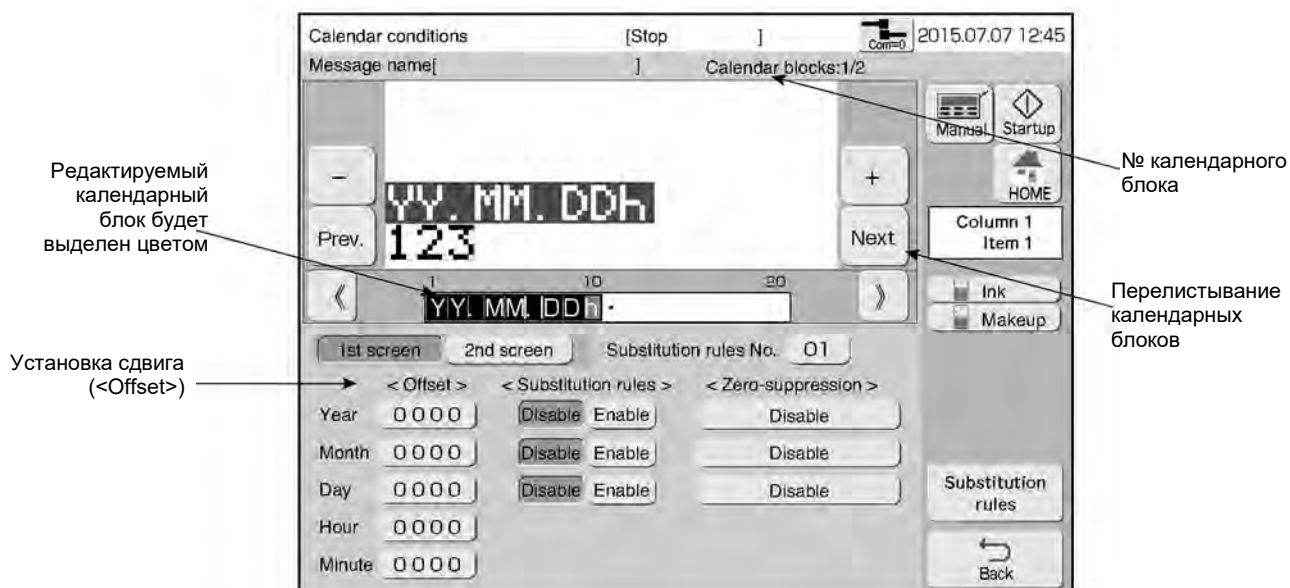 Calendar conditions [Stop ] Com=0 2015.07.07 12:45
Message name[ ] Calendar blocks:1/2
Manual Startup
HOME
Редактируемый
календарный
блок будет
выделен цветом
№ календарного
блока
− +
YY.MM.DDh
Prev. 123 Next
Column 1
Item 1
1 10 20
《 YY. MM. DD h · 》
Ink
Makeup
Перелистывание
календарных
блоков
1st screen 2nd screen Substitution rules No. 01
Установка сдвига
(<Offset>)
< Offset > < Substitution rules > < Zero-suppression >
Year 0000 Disable Enable Disable
Month 0000 Disable Enable Disable
Day 0000 Disable Enable Disable
Hour 0000
Minute 0000
Substitution
rules
Back